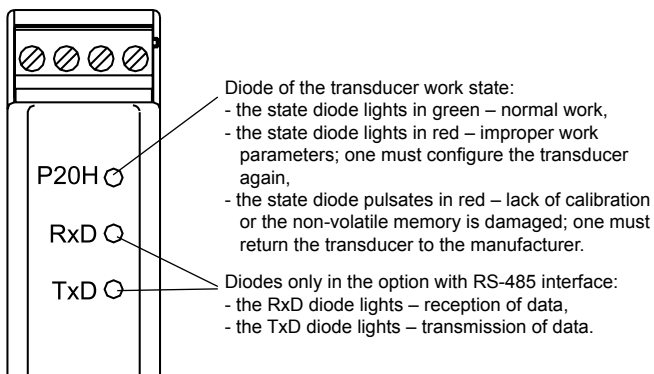 Diode of the transducer work state:
- the state diode lights in green – normal work,
- the state diode lights in red – improper work
parameters; one must configure the transducer
again,
- the state diode pulsates in red – lack of calibration
or the non-volatile memory is damaged; one must
return the transducer to the manufacturer.
P20H
RxD
TxD
Diodes only in the option with RS-485 interface:
- the RxD diode lights – reception of data,
- the TxD diode lights – transmission of data.